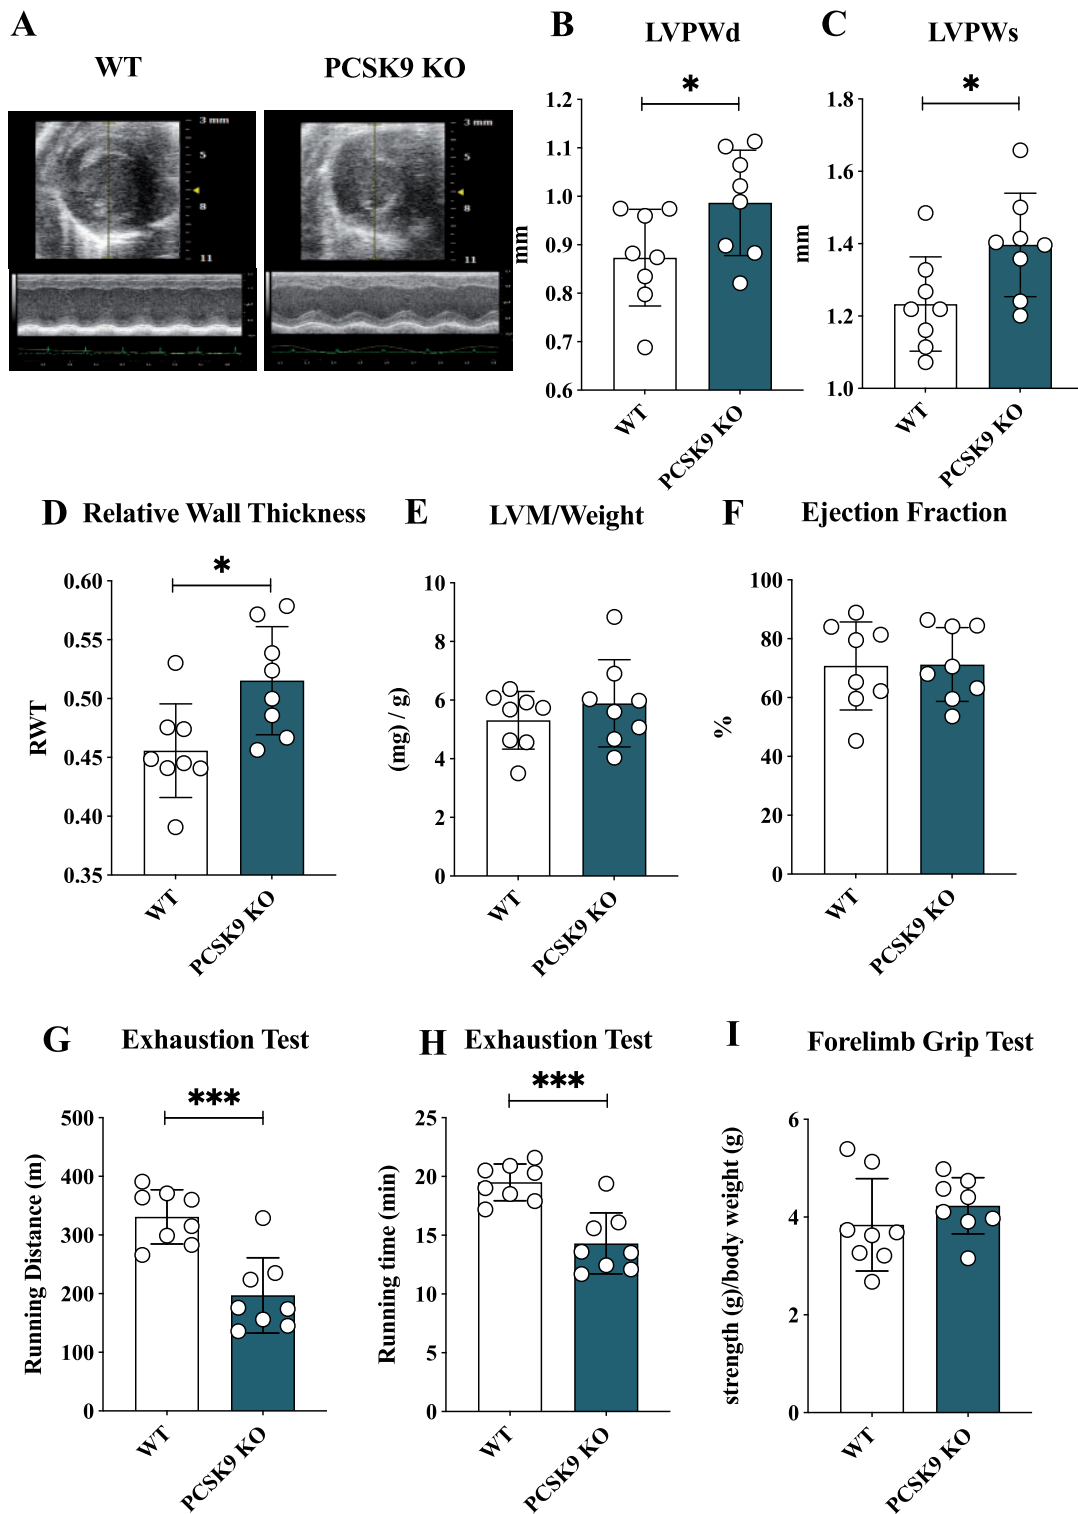 A
WT
PCSK9 KO
3 mm
5
8
11
3 mm
5
8
11
B
LVPWd
*
1.2
1.0
0.9
0.8
0.7
0.6
mm
WT
PCSK9 KO
C
LVPWs
*
1.8
1.6
1.4
1.2
1.0
mm
WT
PCSK9 KO
D
Relative Wall Thickness
*
0.60
0.55
0.50
0.45
0.40
0.35
RWT
WT
PCSK9 KO
E
LVM/Weight
10
8
6
4
2
0
(mg) / g
WT
PCSK9 KO
F
Ejection Fraction
100
80
60
40
20
0
%
WT
PCSK9 KO
G
Exhaustion Test
***
500
400
300
200
100
0
Running Distance (m)
WT
PCSK9 KO
H
Exhaustion Test
***
25
20
15
10
5
0
Running time (min)
WT
PCSK9 KO
I
Forelimb Grip Test
6
4
2
0
strength (g)/body weight (g)
WT
PCSK9 KO